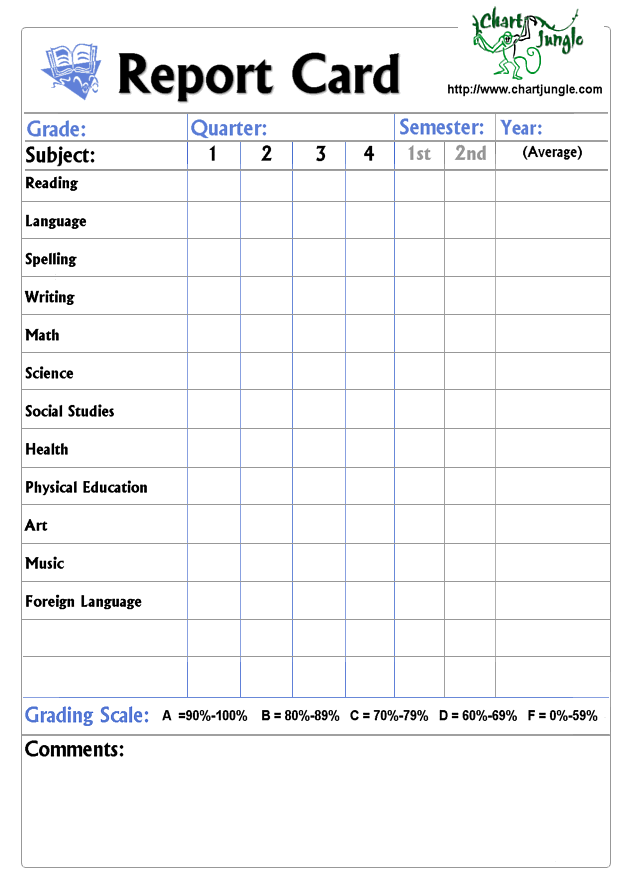 Chart
Jungle
Report Card
http://www.chartjungle.com
Grade: Quarter: Semester: Year:
Subject: 1 2 3 4 1st 2nd (Average)
Reading
Language
Spelling
Writing
Math
Science
Social Studies
Health
Physical Education
Art
Music
Foreign Language
Grading Scale: A =90%-100% B = 80%-89% C = 70%-79% D = 60%-69% F = 0%-59%
Comments: